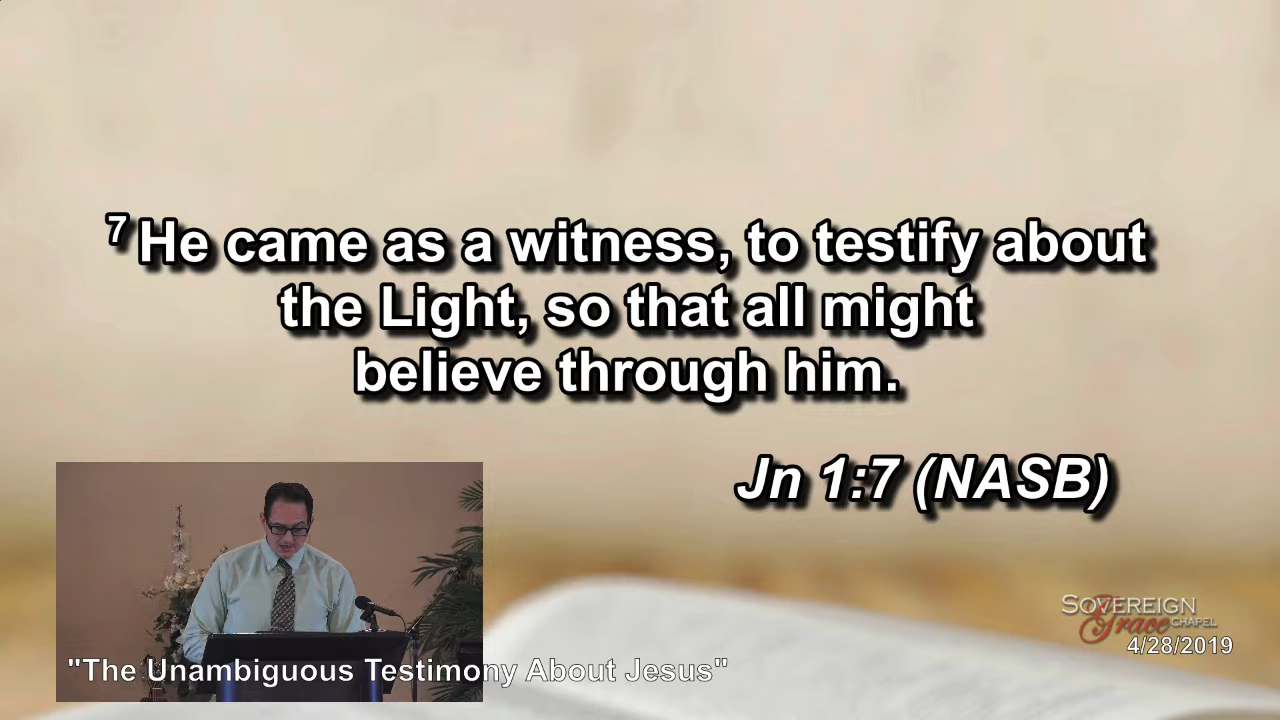 7 He came as a witness, to testify about
the Light, so that all might
believe through him.
Jn 1:7 (NASB)
SOVEREIGN
Grace CHAPEL
4/28/2019
"The Unambiguous Testimony About Jesus"